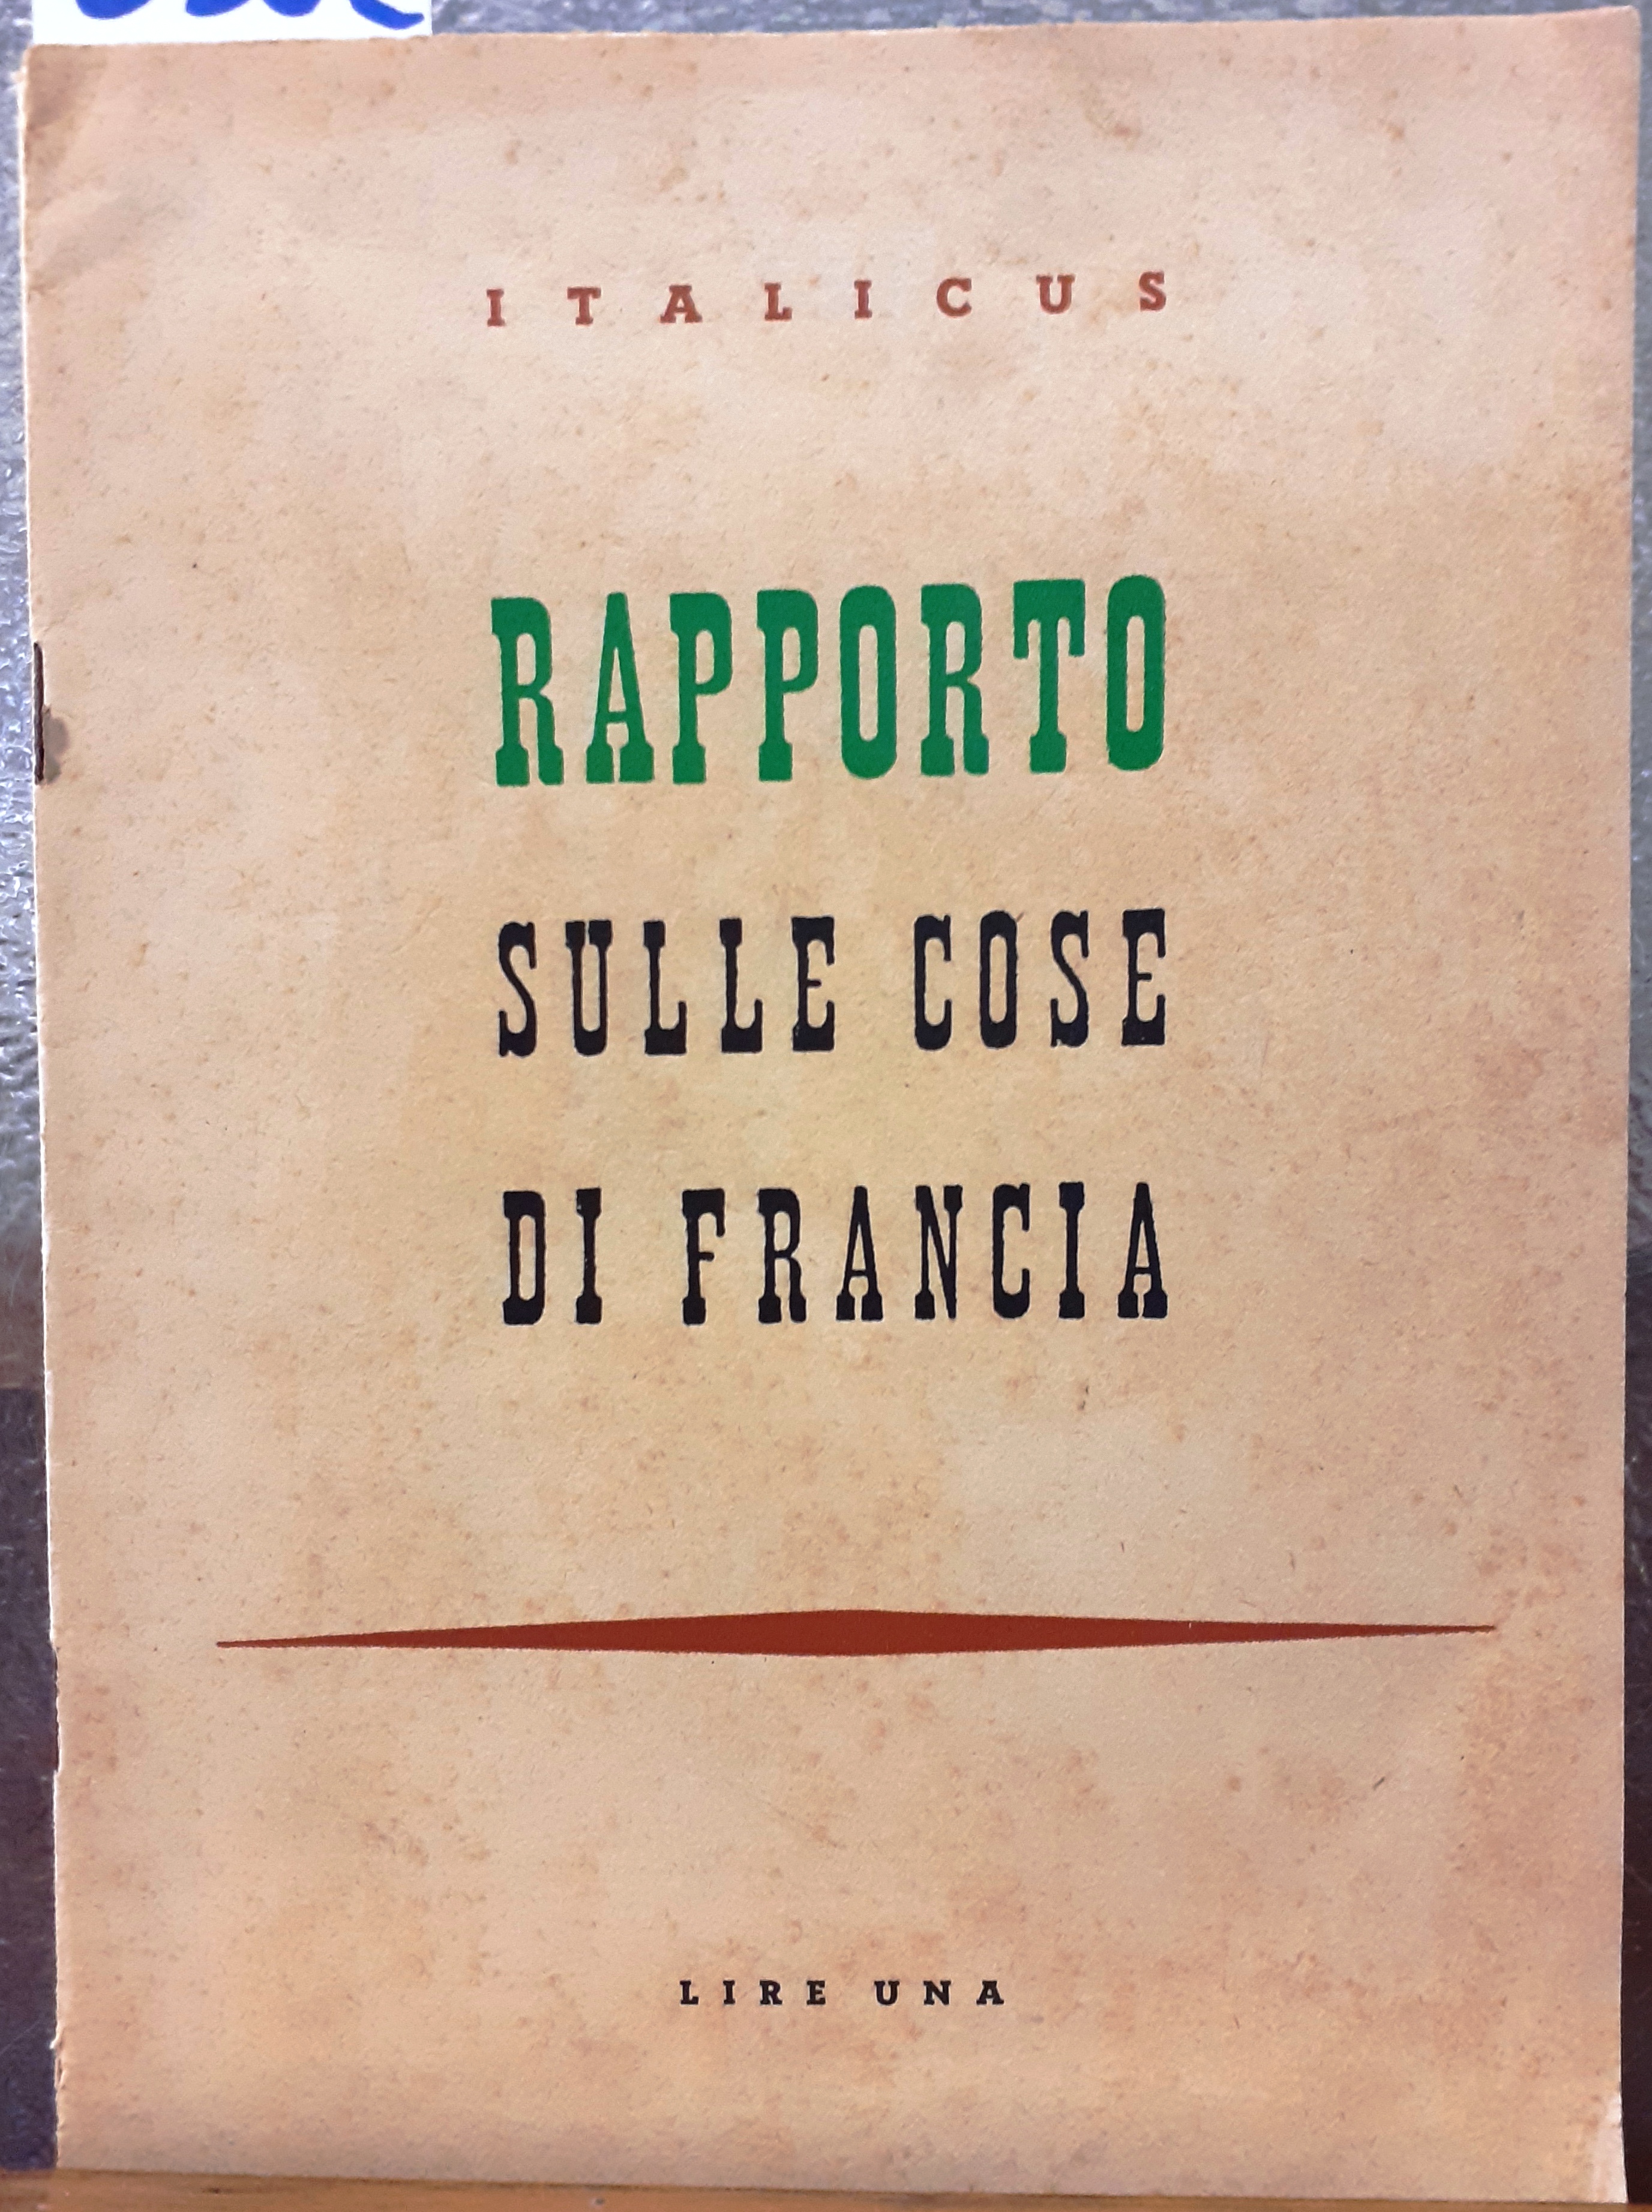 ITALICUS
RAPPORTO
SULLE COSE
DI FRANCIA
LIRE UNA